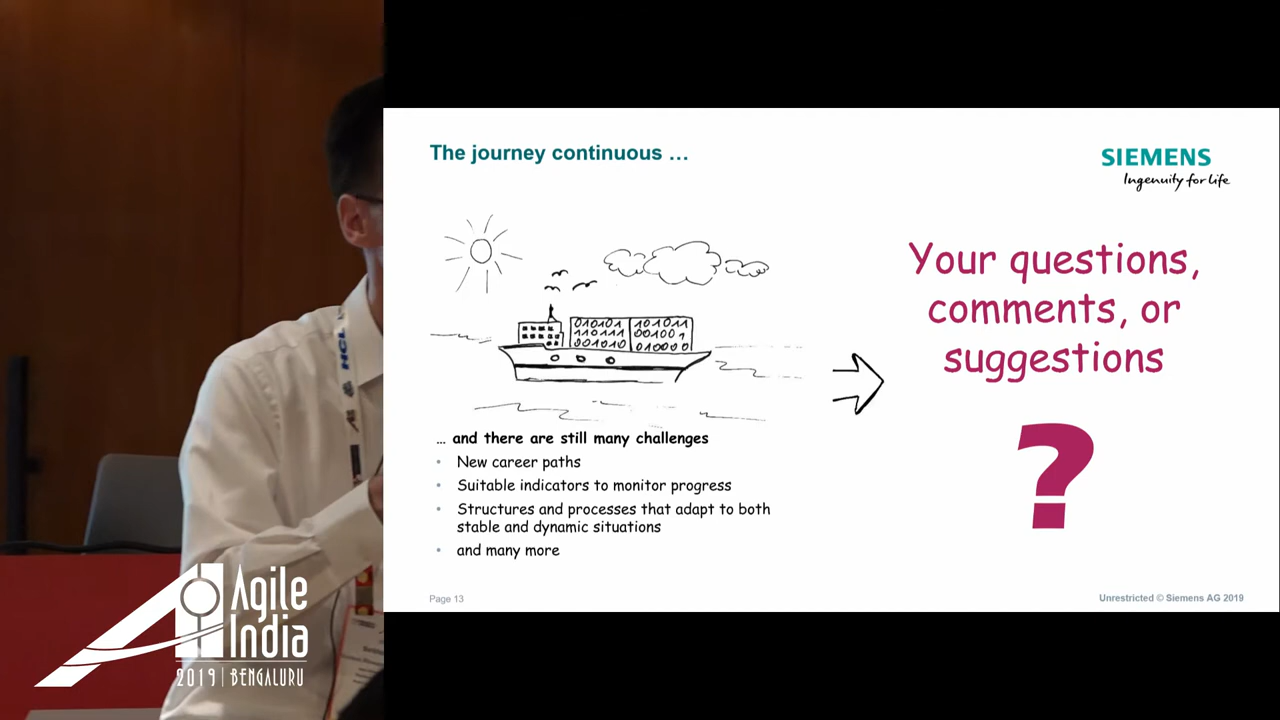 The journey continuous …
SIEMENS
Ingenuity for life
Your questions,
comments, or
suggestions
?
010101
101011
110111
001001
001010
010000
… and there are still many challenges
• New career paths
• Suitable indicators to monitor progress
• Structures and processes that adapt to both
stable and dynamic situations
• and many more
Page 13
Unrestricted © Siemens AG 2019
HCL
Agile
India
2019 | BENGALURU